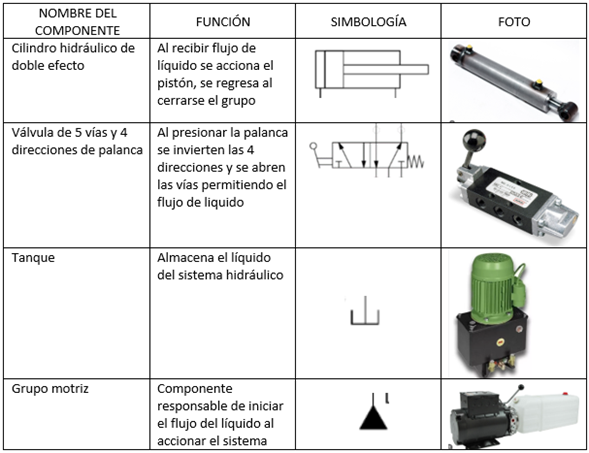 NOMBRE DEL
COMPONENTE
FUNCIÓN
SIMBOLOGÍA
FOTO
Cilindro hidráulico de
doble efecto
Al recibir flujo de
líquido se acciona el
pistón, se regresa al
cerrarse el grupo
Válvula de 5 vías y 4
direcciones de palanca
Al presionar la palanca
se invierten las 4
direcciones y se abren
las vías permitiendo el
flujo de liquido
Tanque
Almacena el líquido
del sistema hidráulico
Grupo motriz
Componente
responsable de iniciar
el flujo del líquido al
accionar el sistema